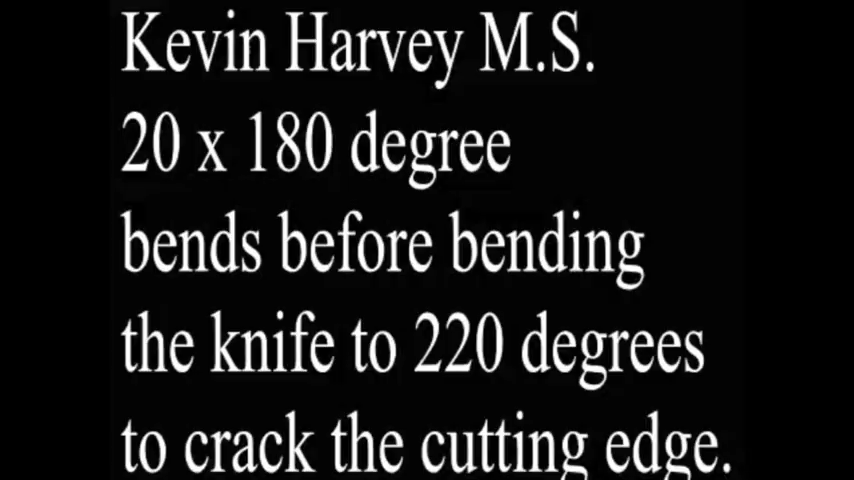 Kevin Harvey M.S.
20 x 180 degree
bends before bending
the knife to 220 degrees
to crack the cutting edge.